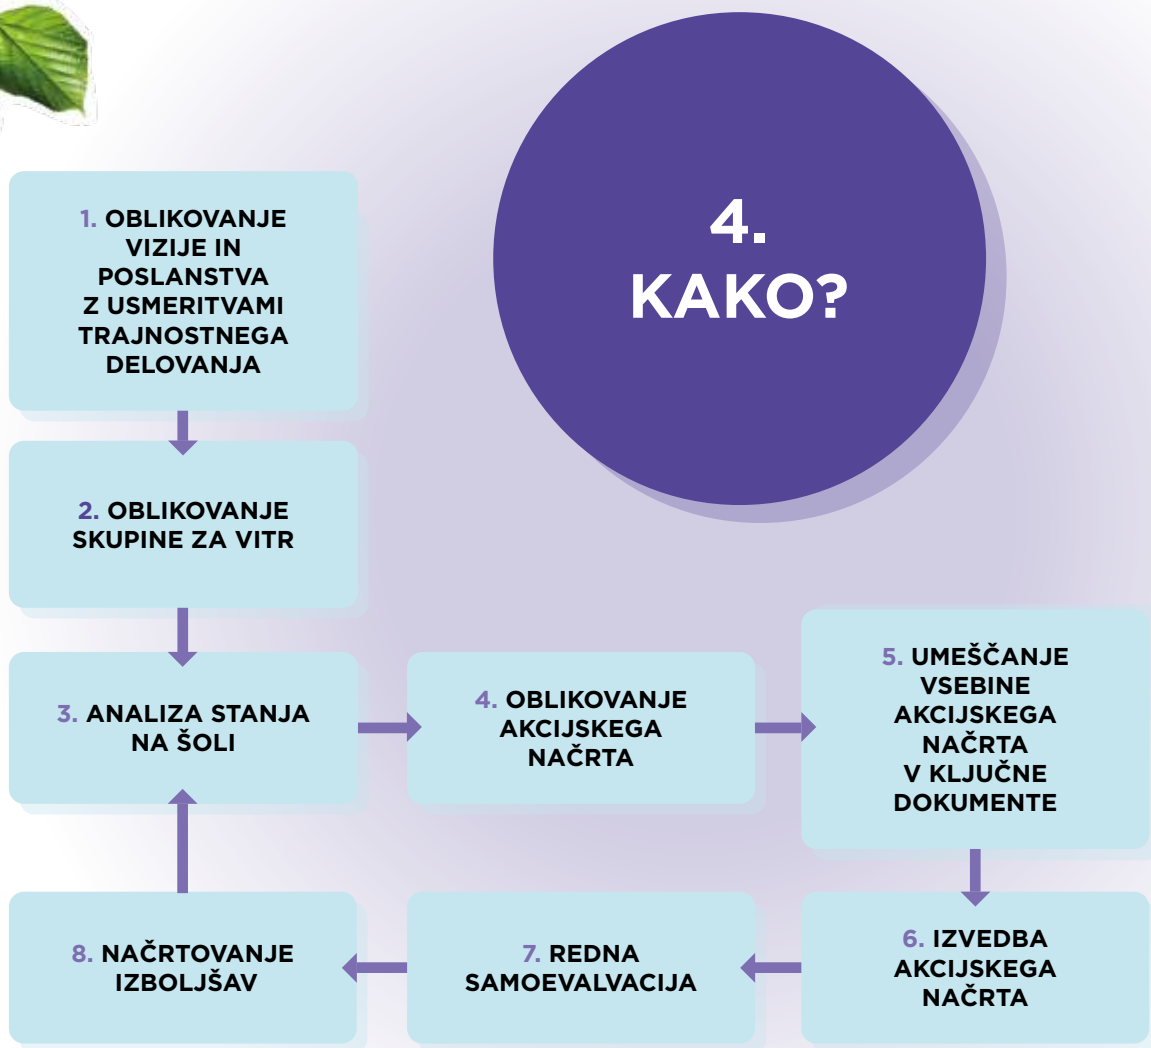 4.
KAKO?
1. OBLIKOVANJE
VIZIJE IN
POSLANSTVA
Z USMERITVAMI
TRAJNOSTNEGA
DELOVANJA
2. OBLIKOVANJE
SKUPINE ZA VITR
3. ANALIZA STANJA
NA ŠOLI
4. OBLIKOVANJE
AKCIJSKEGA
NAČRTA
5. UMEŠČANJE
VSEBINE
AKCIJSKEGA
NAČRTA
V KLJUČNE
DOKUMENTE
6. IZVEDBA
AKCIJSKEGA
NAČRTA
7. REDNA
SAMOEVALVACIJA
8. NAČRTOVANJE
IZBOLJŠAV